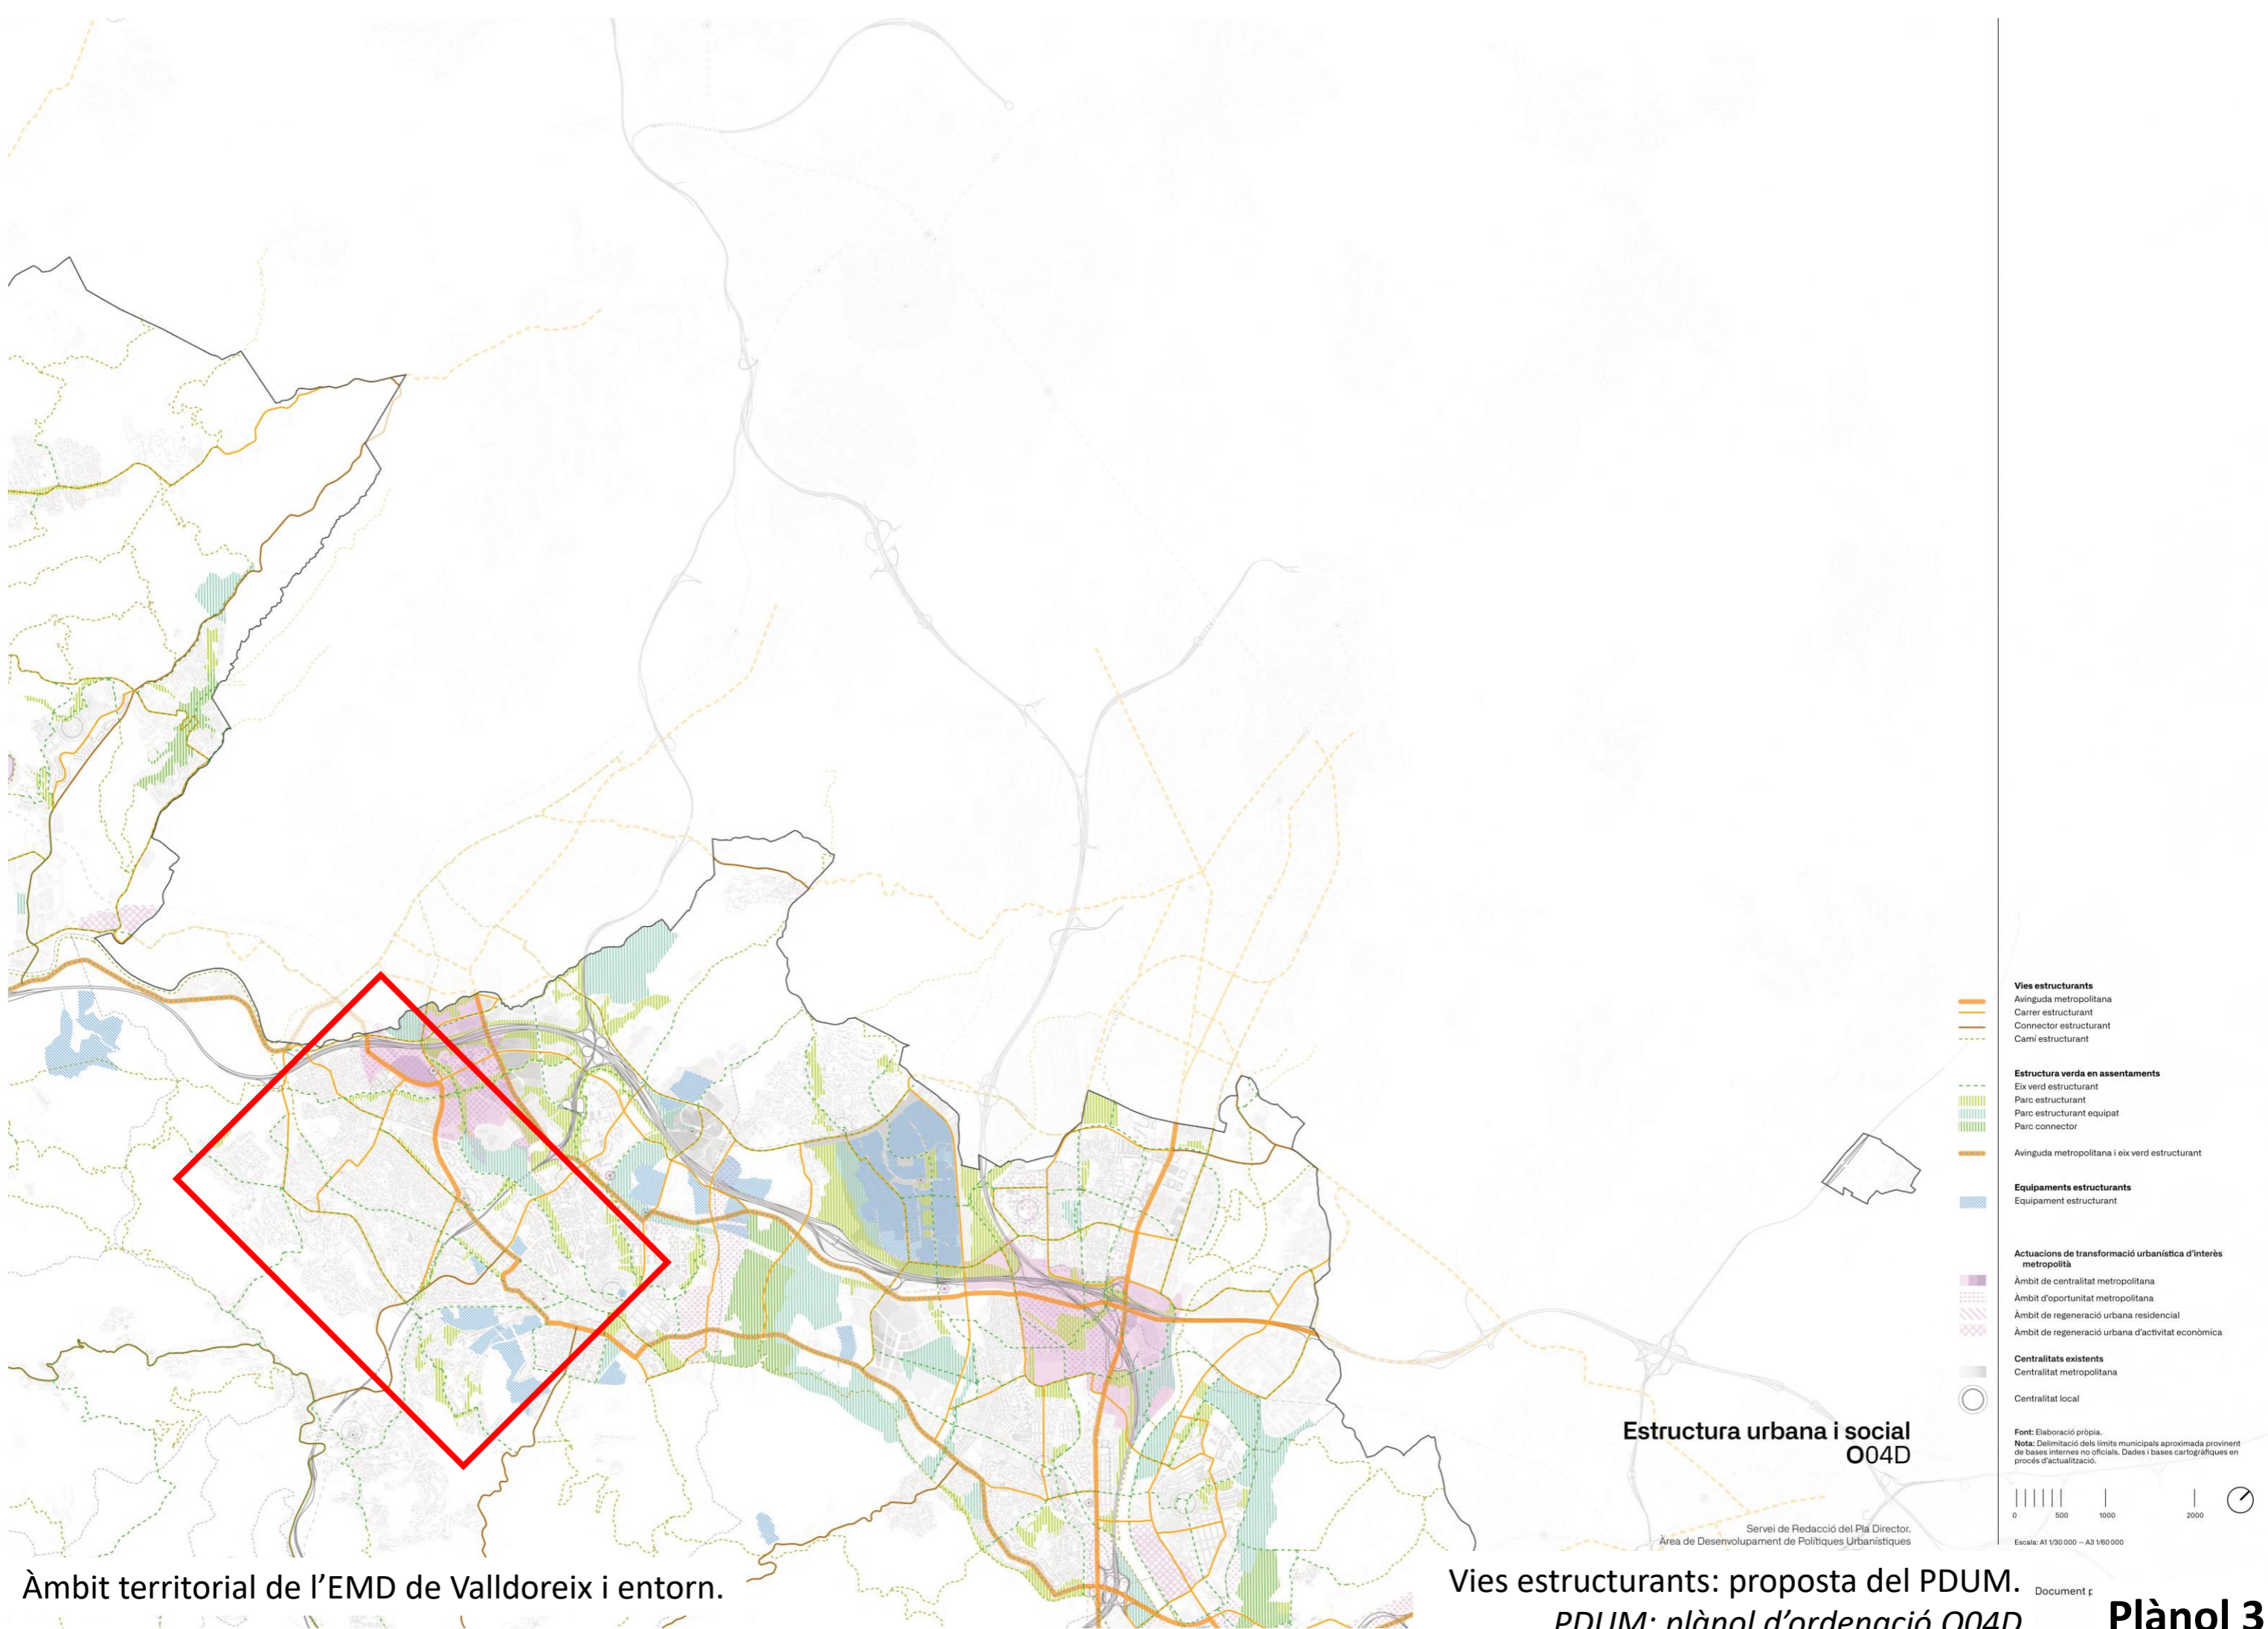 Vies estructurants
Avinguda metropolitana
Carrer estructurant
Connector estructurant
Camí estructurant
Estructura verda en assentaments
Eix verd estructurant
Parc estructurant
Parc estructurant equipat
Parc connector
Avinguda metropolitana i eix verd estructurant
Equipaments estructurants
Equipament estructurant
Actuacions de transformació urbanística d'interès
metropolità
Àmbit de centralitat metropolitana
Àmbit d'oportunitat metropolitana
Àmbit de regeneració urbana residencial
Àmbit de regeneració urbana d'activitat econòmica
Centralitats existents
Centralitat metropolitana
Centralitat local
Font: Elaboració pròpia.
Nota: Delimitació dels límits municipals aproximada provinent
de bases internes no oficials. Dades i bases cartogràfiques en
procés d'actualització.
0 500 1000 2000
Escala: A1 1/30 000 — A3 1/60 000
Estructura urbana i social
O04D
Servei de Redacció del Pla Director.
Àrea de Desenvolupament de Polítiques Urbanístiques
Àmbit territorial de l'EMD de Valldoreix i entorn.
Vies estructurants: proposta del PDUM.
PDUM: plànol d'ordenació O04D
Document p
Plànol 3